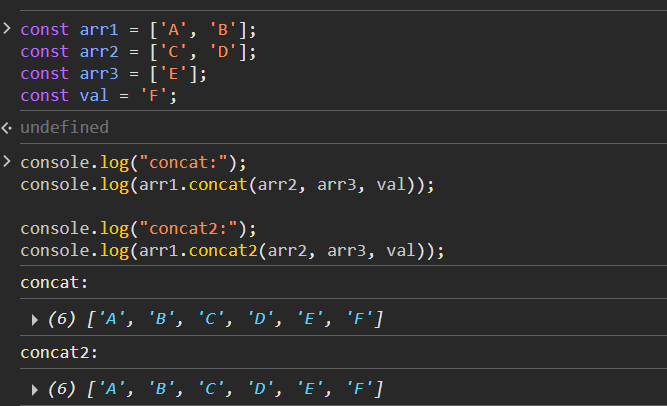 const arr1 = ['A', 'B'];
const arr2 = ['C', 'D'];
const arr3 = ['E'];
const val = 'F';
undefined
console.log("concat:");
console.log(arr1.concat(arr2, arr3, val));
console.log("concat2:");
console.log(arr1.concat2(arr2, arr3, val));
concat:
(6) ['A', 'B', 'C', 'D', 'E', 'F']
concat2:
(6) ['A', 'B', 'C', 'D', 'E', 'F']